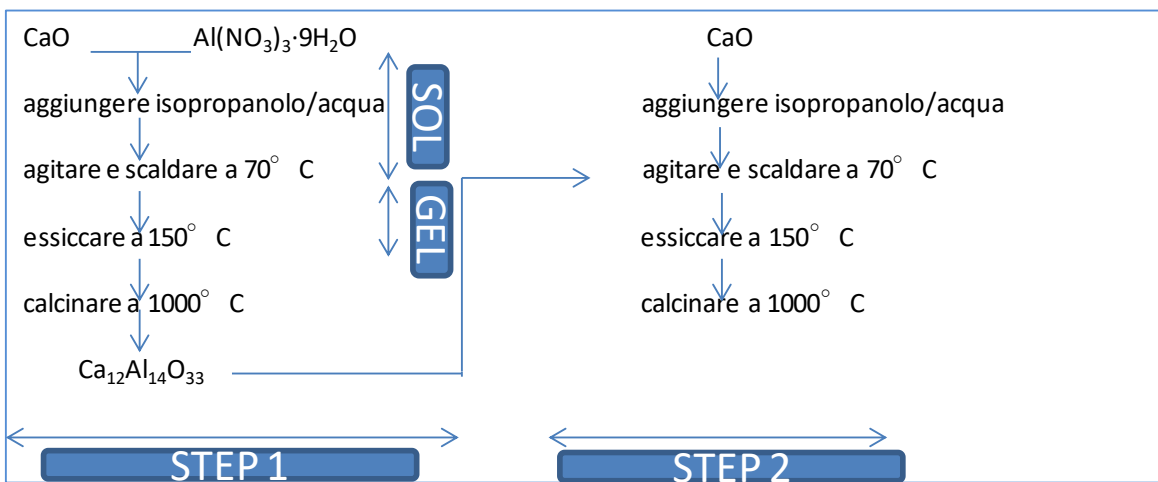 CaO
Al(NO₃)₃·9H₂O
aggiungere isopropanolo/acqua
agitare e scaldare a 70° C
essiccare a 150° C
calcinare a 1000° C
Ca₁₂Al₁₄O₃₃
SOL
GEL
STEP 1
CaO
aggiungere isopropanolo/acqua
agitare e scaldare a 70° C
essiccare a 150° C
calcinare a 1000° C
STEP 2